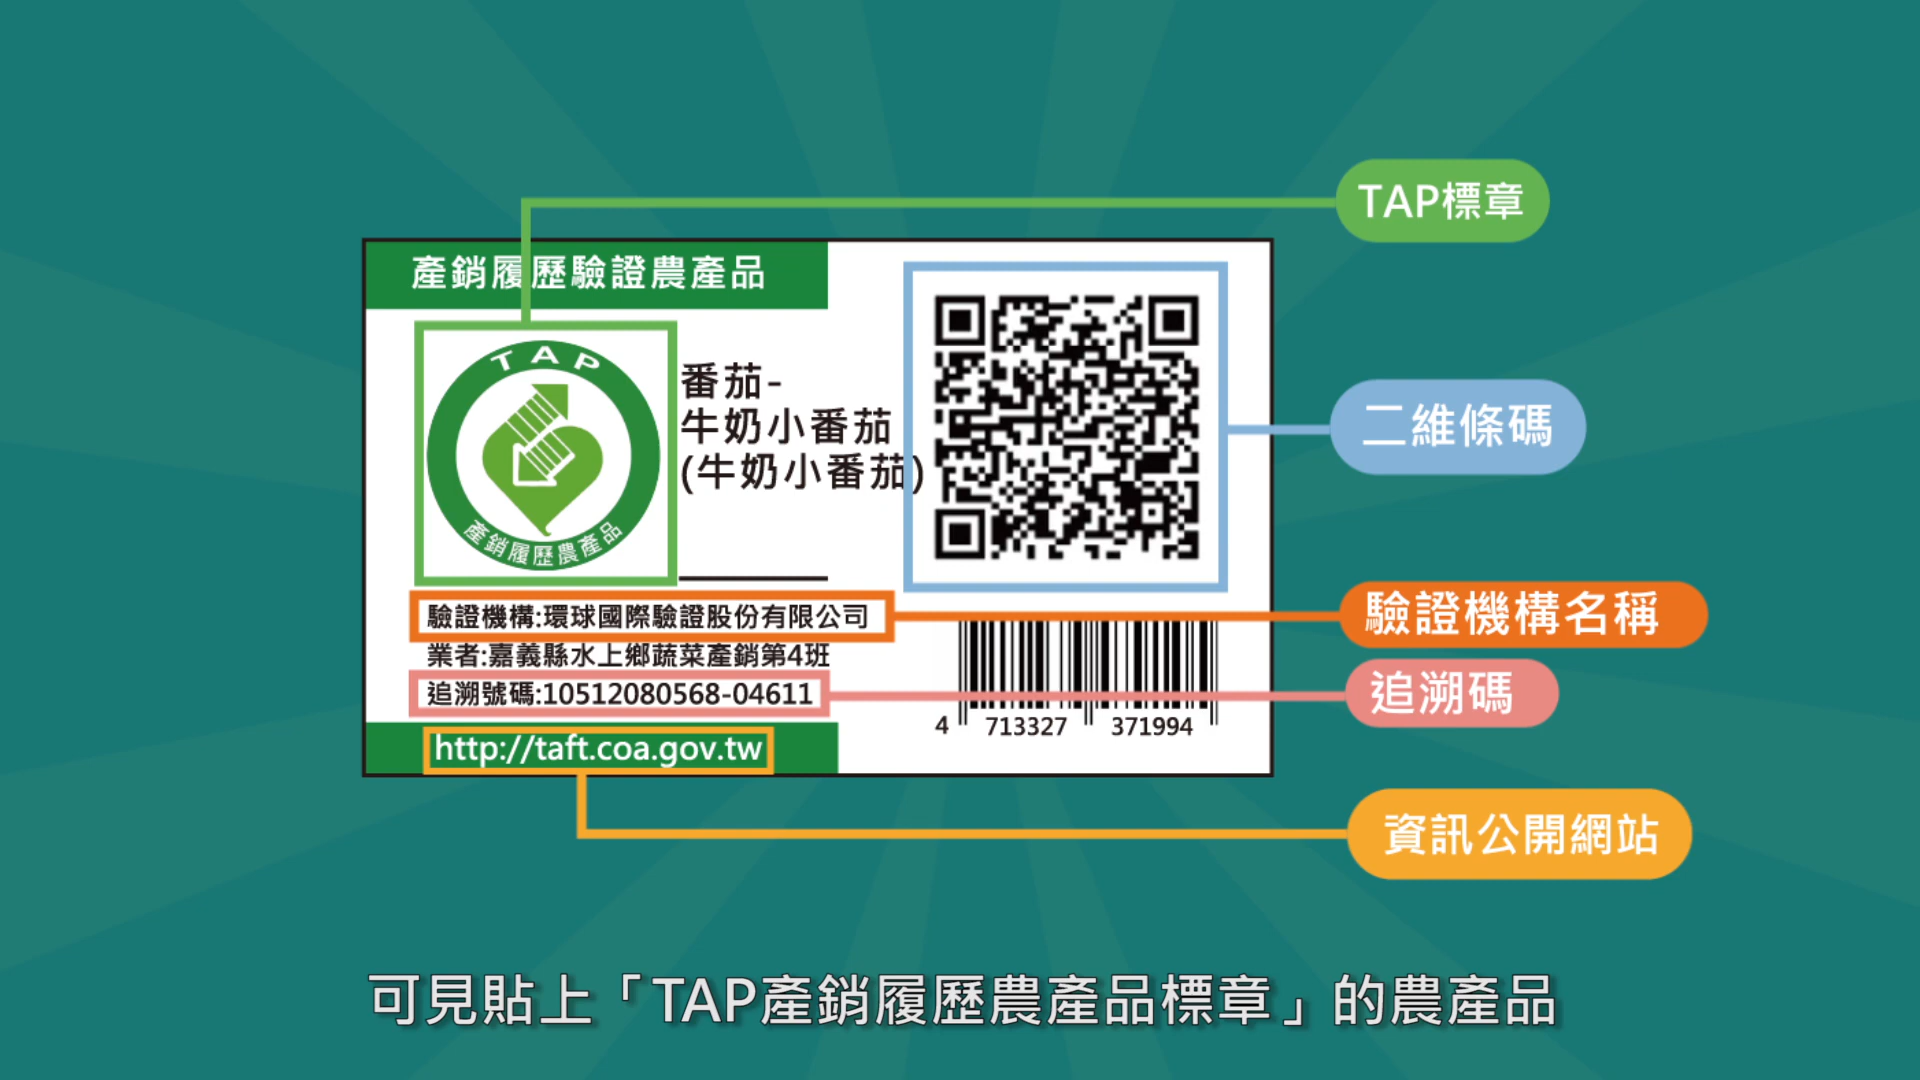 TAP標章
產銷履歷驗證農產品
TAP
產銷履歷農產品
番茄-
牛奶小番茄
(牛奶小番茄)
二維條碼
驗證機構:環球國際驗證股份有限公司
驗證機構名稱
業者:嘉義縣水上鄉蔬菜產銷第4班
追溯號碼:10512080568-04611
追溯碼
4 713327 371994
http://taft.coa.gov.tw
資訊公開網站
可見貼上「TAP產銷履歷農產品標章」的農產品